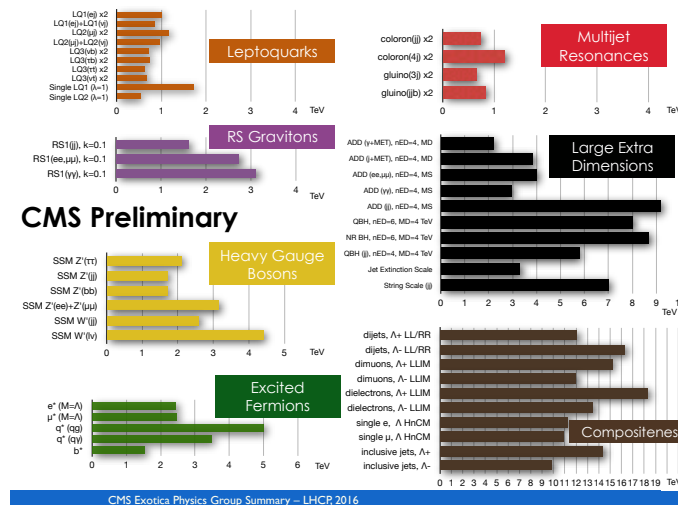 LQ1(ej) x2
LQ1(ej)+LQ1(νj)
LQ2(μj) x2
LQ2(μj)+LQ2(νj)
LQ3(νb) x2
LQ3(τb) x2
LQ3(τt) x2
LQ3(νt) x2
Single LQ1 (λ=1)
Single LQ2 (λ=1)
0 1 2 3 4 TeV
Leptoquarks
RS1(jj), k=0.1
RS1(ee,μμ), k=0.1
RS1(γγ), k=0.1
0 1 2 3 4 TeV
RS Gravitons
CMS Preliminary
SSM Z'(ττ)
SSM Z'(jj)
SSM Z'(bb)
SSM Z'(ee)+Z'(μμ)
SSM W'(jj)
SSM W'(lv)
0 1 2 3 4 5 TeV
Heavy Gauge
Bosons
e* (M=Λ)
μ* (M=Λ)
q* (qg)
q* (qγ)
b*
0 1 2 3 4 5 6 TeV
Excited
Fermions
coloron(jj) x2
coloron(4j) x2
gluino(3j) x2
gluino(jjb) x2
0 1 2 3 4 TeV
Multijet
Resonances
ADD (γ+MET), nED=4, MD
ADD (j+MET), nED=4, MD
ADD (ee,μμ), nED=4, MS
ADD (γγ), nED=4, MS
ADD (jj), nED=4, MS
QBH, nED=6, MD=4 TeV
NR BH, nED=6, MD=4 TeV
QBH (jj), nED=4, MD=4 TeV
Jet Extinction Scale
String Scale (jj)
0 1 2 3 4 5 6 7 8 9 1
TeV
Large Extra
Dimensions
dijets, Λ+ LL/RR
dijets, Λ- LL/RR
dimuons, Λ+ LLIM
dimuons, Λ- LLIM
dielectrons, Λ+ LLIM
dielectrons, Λ- LLIM
single e, Λ HnCM
single μ, Λ HnCM
inclusive jets, Λ+
inclusive jets, Λ-
0 1 2 3 4 5 6 7 8 9 10 11 12 13 14 15 16 17 18 19
TeV
Compositenes
CMS Exotica Physics Group Summary – LHCP, 2016